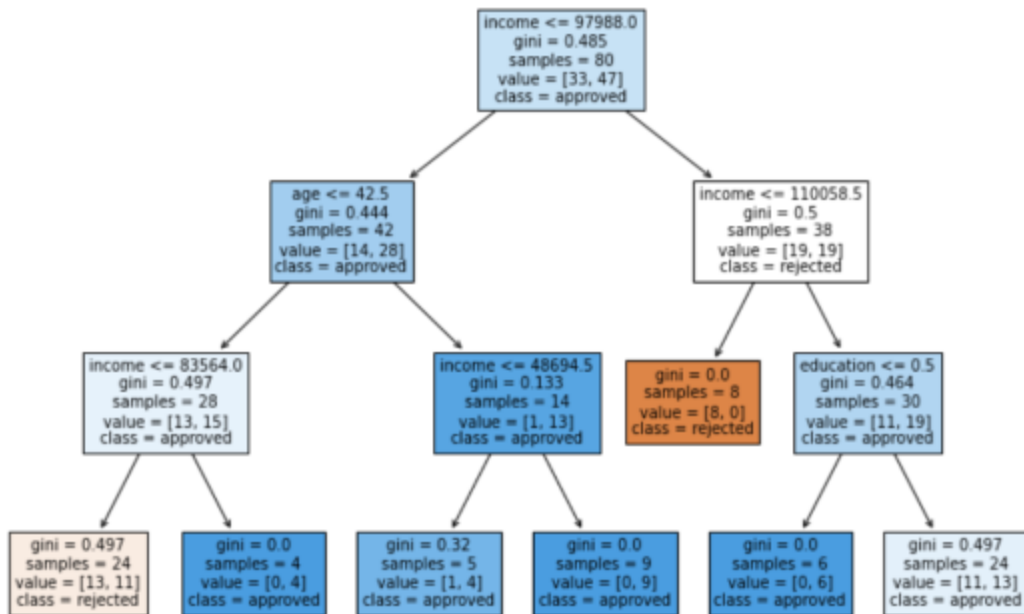 income <= 97988.0
gini = 0.485
samples = 80
value = [33, 47]
class = approved
age <= 42.5
gini = 0.444
samples = 42
value = [14, 28]
class = approved
income <= 110058.5
gini = 0.5
samples = 38
value = [19, 19]
class = rejected
income <= 83564.0
gini = 0.497
samples = 28
value = [13, 15]
class = approved
income <= 48694.5
gini = 0.133
samples = 14
value = [1, 13]
class = approved
gini = 0.0
samples = 8
value = [8, 0]
class = rejected
education <= 0.5
gini = 0.464
samples = 30
value = [11, 19]
class = approved
gini = 0.497
samples = 24
value = [13, 11]
class = rejected
gini = 0.0
samples = 4
value = [0, 4]
class = approved
gini = 0.32
samples = 5
value = [1, 4]
class = approved
gini = 0.0
samples = 9
value = [0, 9]
class = approved
gini = 0.0
samples = 6
value = [0, 6]
class = approved
gini = 0.497
samples = 24
value = [11, 13]
class = approved